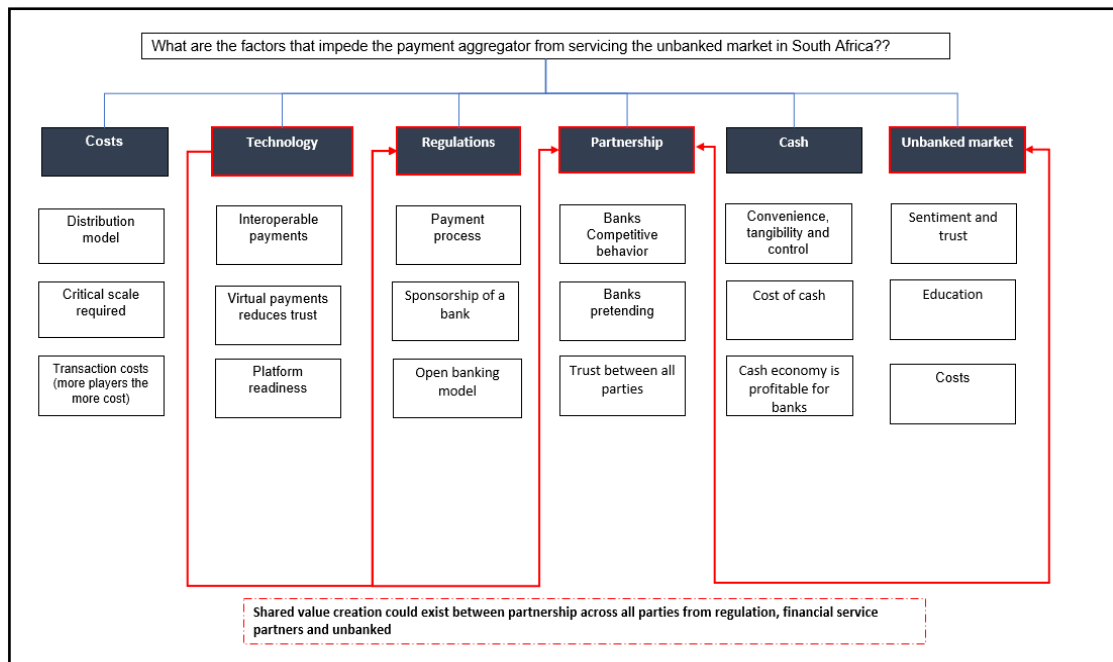 What are the factors that impede the payment aggregator from servicing the unbanked market in South Africa??
Costs
Technology
Regulations
Partnership
Cash
Unbanked market
Distribution
model
Interoperable
payments
Payment
process
Banks
Competitive
behavior
Convenience,
tangibility and
control
Sentiment and
trust
Critical scale
required
Virtual payments
reduces trust
Sponsorship of a
bank
Banks
pretending
Cost of cash
Education
Transaction costs
(more players the
more cost)
Platform
readiness
Open banking
model
Trust between all
parties
Cash economy is
profitable for
banks
Costs
Shared value creation could exist between partnership across all parties from regulation, financial service
partners and unbanked